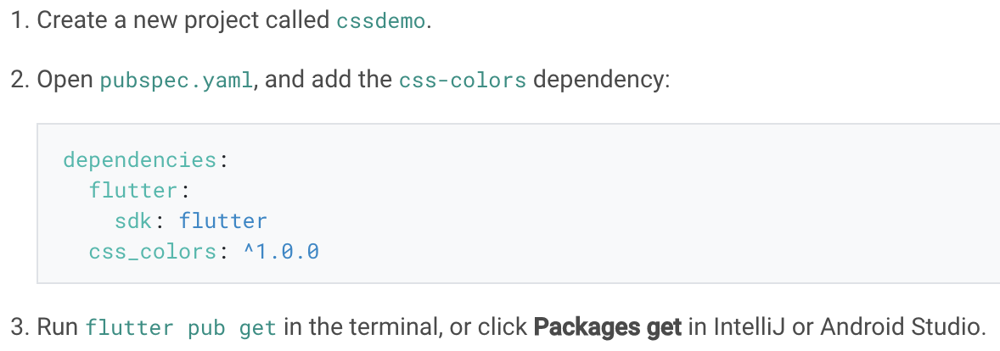 1. Create a new project called cssdemo.
2. Open pubspec.yaml, and add the css-colors dependency:
dependencies:
  flutter:
    sdk: flutter
  css_colors: ^1.0.0
3. Run flutter pub get in the terminal, or click Packages get in IntelliJ or Android Studio.